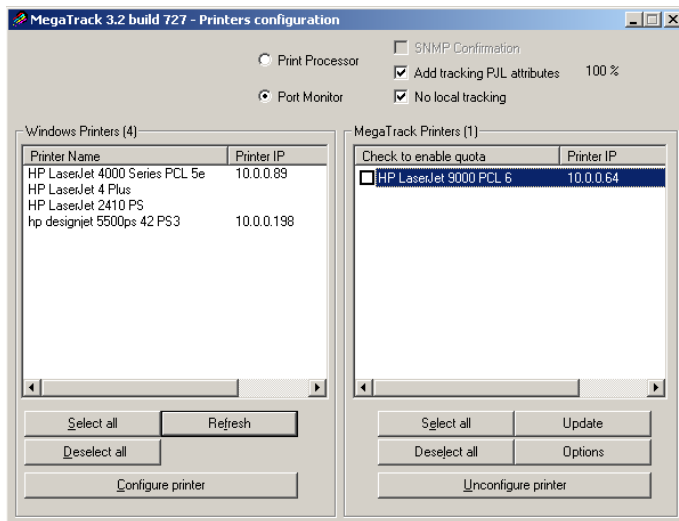 MegaTrack 3.2 build 727 - Printers configuration
Print Processor
SNMP Confirmation
Add tracking PJL attributes 100 %
Port Monitor
No local tracking
Windows Printers (4)
Printer Name Printer IP
HP LaserJet 4000 Series PCL 5e 10.0.0.89
HP LaserJet 4 Plus
HP LaserJet 2410 PS
hp designjet 5500ps 42 PS3 10.0.0.198
Select all Refresh
Deselect all
Configure printer
MegaTrack Printers (1)
Check to enable quota Printer IP
HP LaserJet 9000 PCL 6 10.0.0.64
Select all Update
Deselect all Options
Unconfigure printer